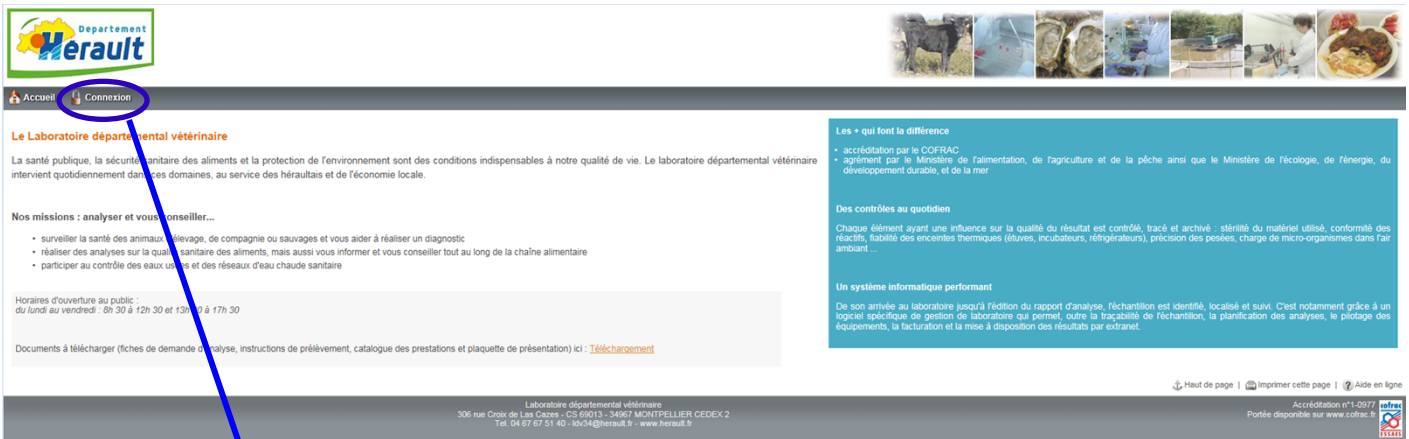 Departement
Hérault
Accueil
Connexion
Le Laboratoire départemental vétérinaire
La santé publique, la sécurité sanitaire des aliments et la protection de l'environnement sont des conditions indispensables à notre qualité de vie. Le laboratoire départemental vétérinaire
intervient quotidiennement dans ces domaines, au service des héraultais et de l'économie locale.
Nos missions : analyser et vous conseiller...
• surveiller la santé des animaux d'élevage, de compagnie ou sauvages et vous aider à réaliser un diagnostic
• réaliser des analyses sur la qualité sanitaire des aliments, mais aussi vous informer et vous conseiller tout au long de la chaîne alimentaire
• participer au contrôle des eaux usées et des réseaux d'eau chaude sanitaire
Horaires d'ouverture au public :
du lundi au vendredi : 8h 30 à 12h 30 et 13h 30 à 17h 30
Documents à télécharger (fiches de demande d'analyse, instructions de prélèvement, catalogue des prestations et plaquette de présentation) ici : Téléchargement
Les + qui font la différence
• accréditation par le COFRAC
• agrément par le Ministère de l'alimentation, de l'agriculture et de la pêche ainsi que le Ministère de l'écologie, de l'énergie, du
développement durable, et de la mer
Des contrôles au quotidien
Chaque élément ayant une influence sur la qualité du résultat est contrôlé, tracé et archivé : stérilité du matériel utilisé, conformité des
réactifs, fiabilité des enceintes thermiques (étuves, incubateurs, réfrigérateurs), précision des pesées, charge de micro-organismes dans l'air
ambiant ...
Un système informatique performant
De son arrivée au laboratoire jusqu'à l'édition du rapport d'analyse, l'échantillon est identifié, localisé et suivi. C'est notamment grâce à un
logiciel spécifique de gestion de laboratoire qui permet, outre la traçabilité de l'échantillon, la planification des analyses, le pilotage des
équipements, la facturation et la mise à disposition des résultats par extranet.
Haut de page | Imprimer cette page | Aide en ligne
Laboratoire départemental vétérinaire
306 rue Croix de Las Cazes - CS 69013 - 34967 MONTPELLIER CEDEX 2
Tel. 04 67 67 51 40 - ldv34@herault.fr - www.herault.fr
Accréditation n°1-0977
Portée disponible sur www.cofrac.fr
cofrac
ESSAIS